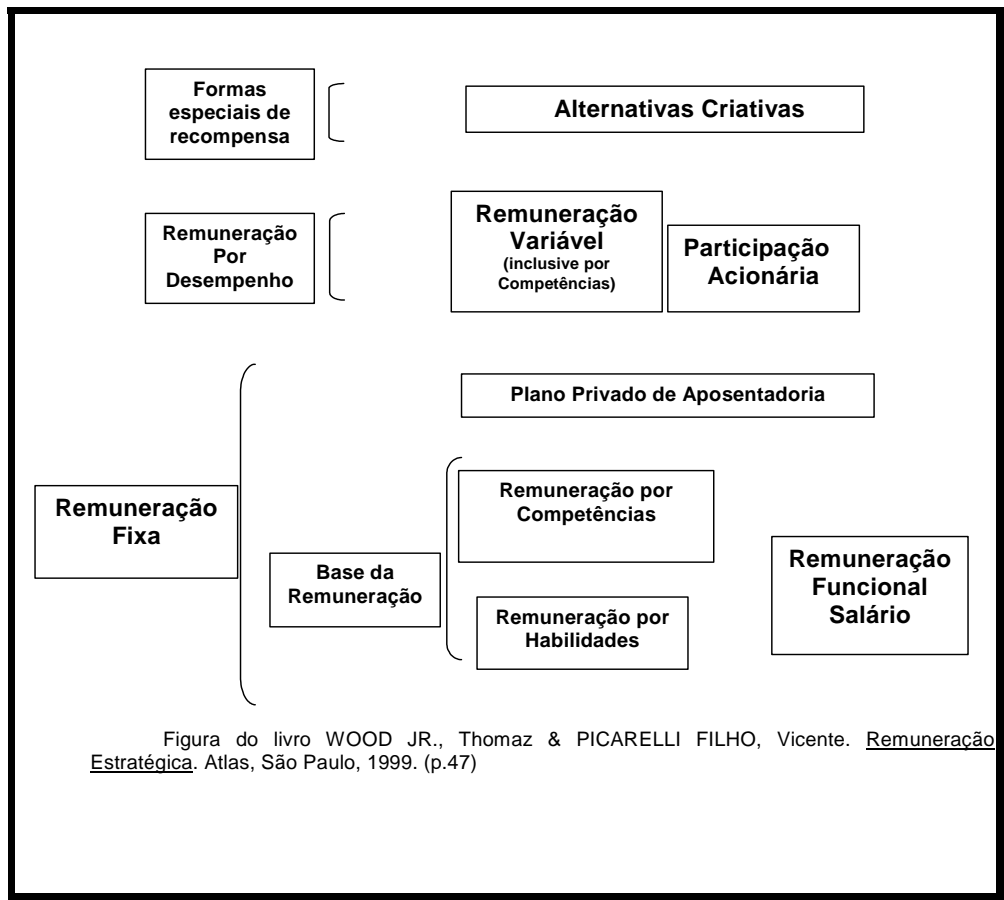 Formas
especiais de
recompensa
Alternativas Criativas
Remuneração
Por
Desempenho
Remuneração
Variável
(inclusive por
Competências)
Participação
Acionária
Plano Privado de Aposentadoria
Remuneração
Fixa
Base da
Remuneração
Remuneração por
Competências
Remuneração por
Habilidades
Remuneração
Funcional
Salário
Figura do livro WOOD JR., Thomaz & PICARELLI FILHO, Vicente. Remuneração
Estratégica. Atlas, São Paulo, 1999. (p.47)